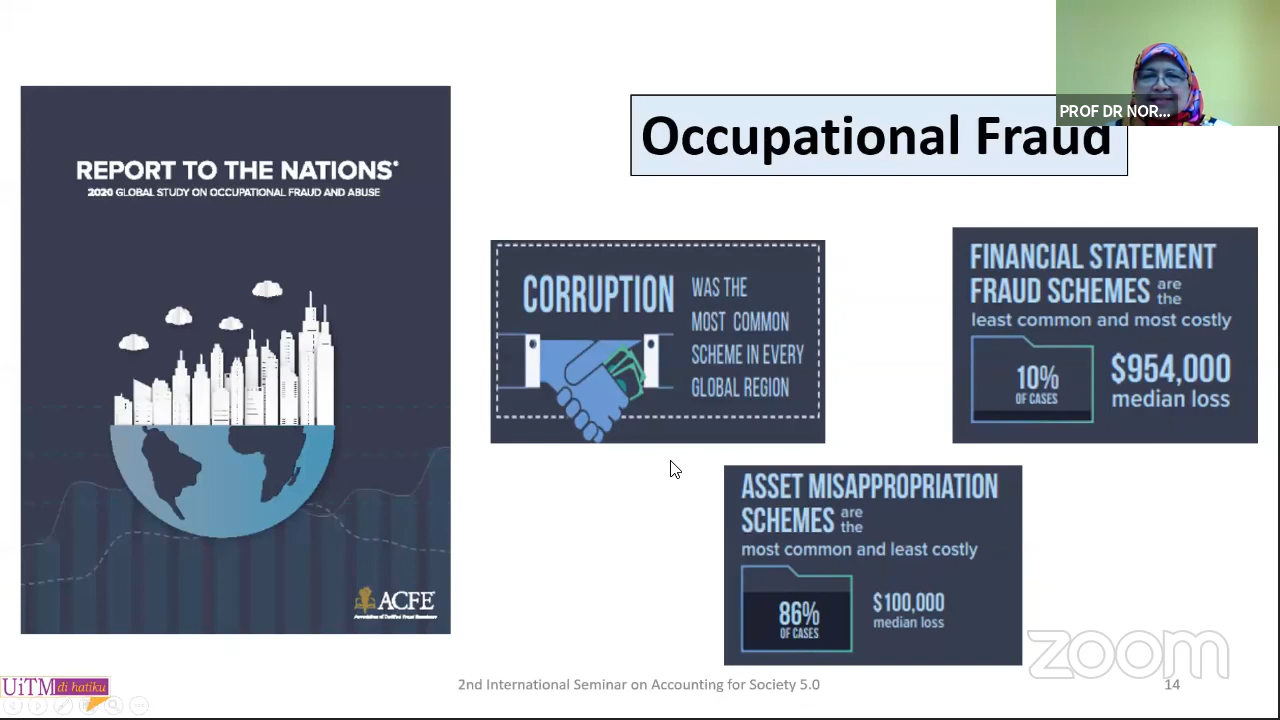 PROF DR NOR...
Occupational Fraud
REPORT TO THE NATIONS®
2020 GLOBAL STUDY ON OCCUPATIONAL FRAUD AND ABUSE
ACFE
Association of Certified Fraud Examiners
CORRUPTION
WAS THE
MOST COMMON
SCHEME IN EVERY
GLOBAL REGION
FINANCIAL STATEMENT
FRAUD SCHEMES are the
least common and most costly
10%
OF CASES
$954,000
median loss
ASSET MISAPPROPRIATION
SCHEMES are the
most common and least costly
86%
OF CASES
$100,000
median loss
zoom
UiTM di hatiku
2nd International Seminar on Accounting for Society 5.0
14